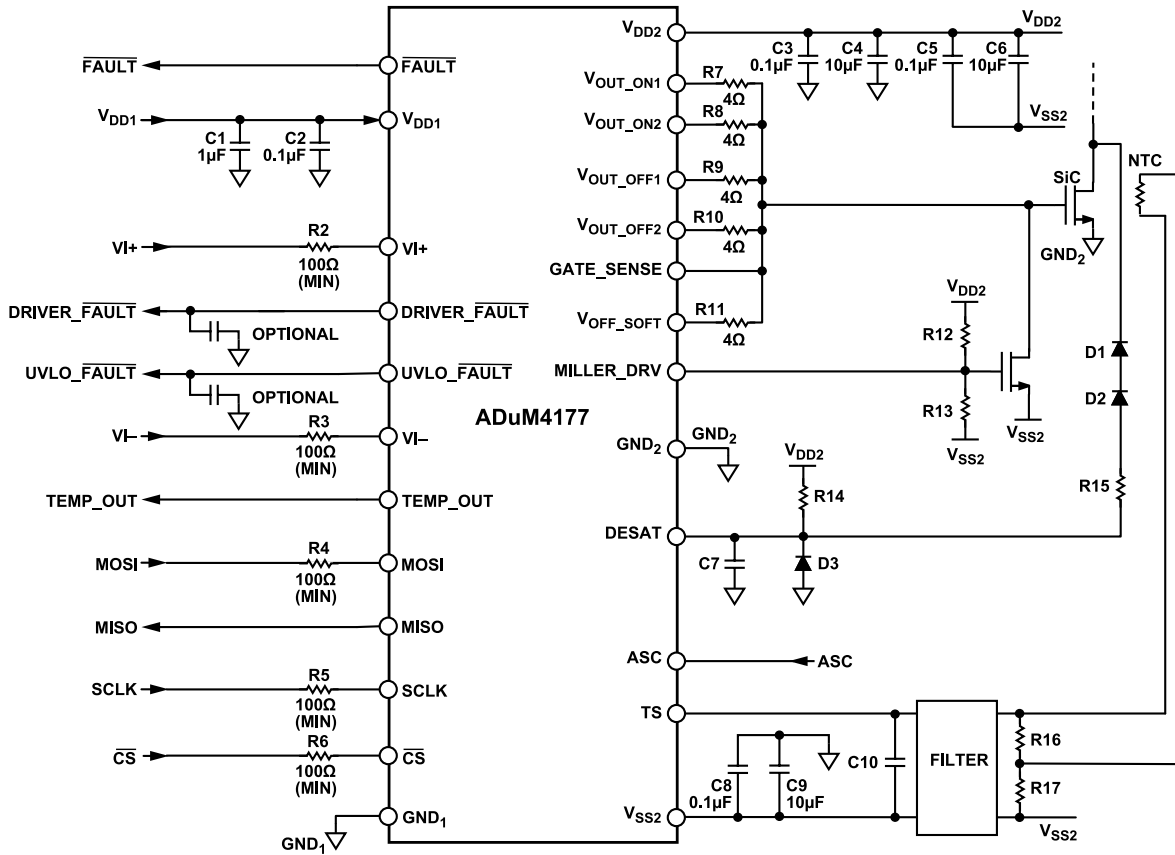 FAULT
FAULT
VDD1
VDD1
C1
1µF
C2
0.1µF
VI+
R2
100Ω
(MIN)
VI+
DRIVER_FAULT
DRIVER_FAULT
OPTIONAL
UVLO_FAULT
UVLO_FAULT
OPTIONAL
VI–
R3
100Ω
(MIN)
VI–
TEMP_OUT
TEMP_OUT
MOSI
R4
100Ω
(MIN)
MOSI
MISO
MISO
SCLK
R5
100Ω
(MIN)
SCLK
CS
R6
100Ω
(MIN)
CS
GND1
GND1
ADuM4177
VDD2
VDD2
C3
0.1µF
C4
10µF
C5
0.1µF
C6
10µF
VSS2
VOUT_ON1
R7
4Ω
VOUT_ON2
R8
4Ω
VOUT_OFF1
R9
4Ω
VOUT_OFF2
R10
4Ω
GATE_SENSE
VOFF_SOFT
R11
4Ω
SiC
GND2
NTC
MILLER_DRV
VDD2
R12
R13
VSS2
VSS2
D1
D2
R15
GND2
GND2
VDD2
R14
DESAT
C7
D3
ASC
ASC
TS
C8
0.1µF
C9
10µF
C10
FILTER
R16
R17
VSS2
VSS2